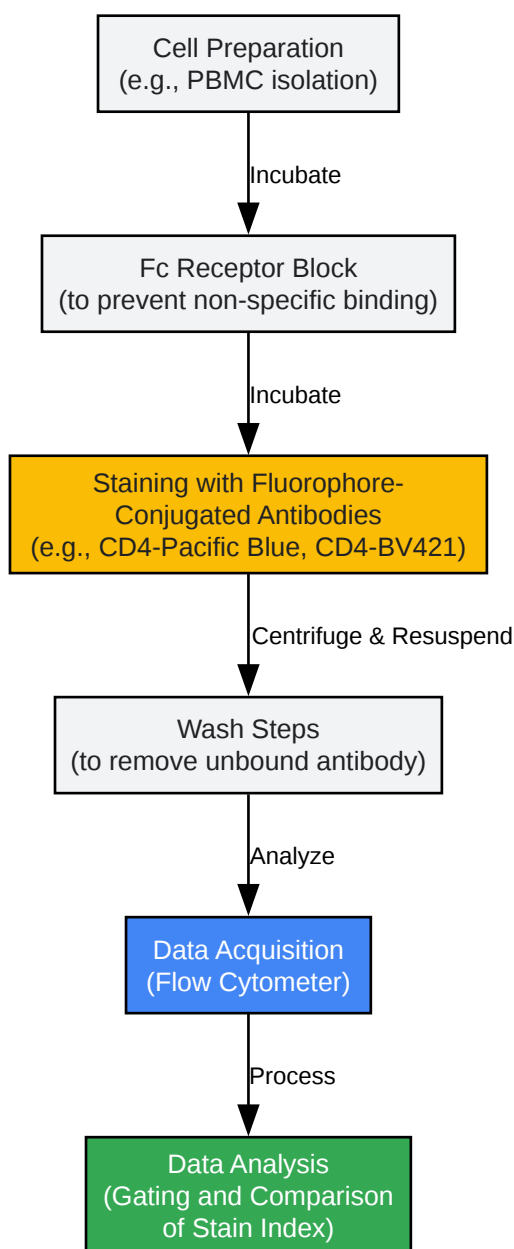 Cell Preparation
(e.g., PBMC isolation)
Incubate
Fc Receptor Block
(to prevent non-specific binding)
Incubate
Staining with Fluorophore-
Conjugated Antibodies
(e.g., CD4-Pacific Blue, CD4-BV421)
Centrifuge & Resuspend
Wash Steps
(to remove unbound antibody)
Analyze
Data Acquisition
(Flow Cytometer)
Process
Data Analysis
(Gating and Comparison
of Stain Index)